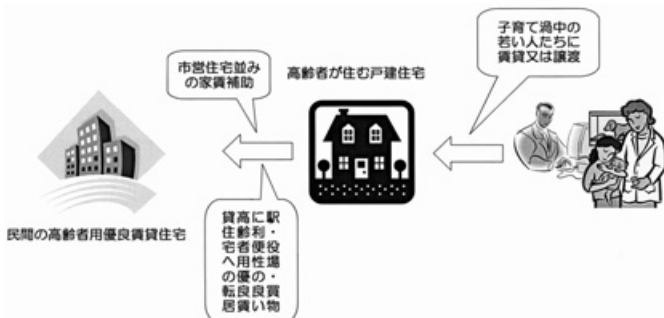 子育て渦中の
若い人たちに
賃貸又は譲渡
市営住宅並み
の家賃補助
高齢者が住む戸建住宅
駅・役場・買物
に利便性の良い
高齢者用優良賃
貸住宅への転居
民間の高齢者用優良賃貸住宅